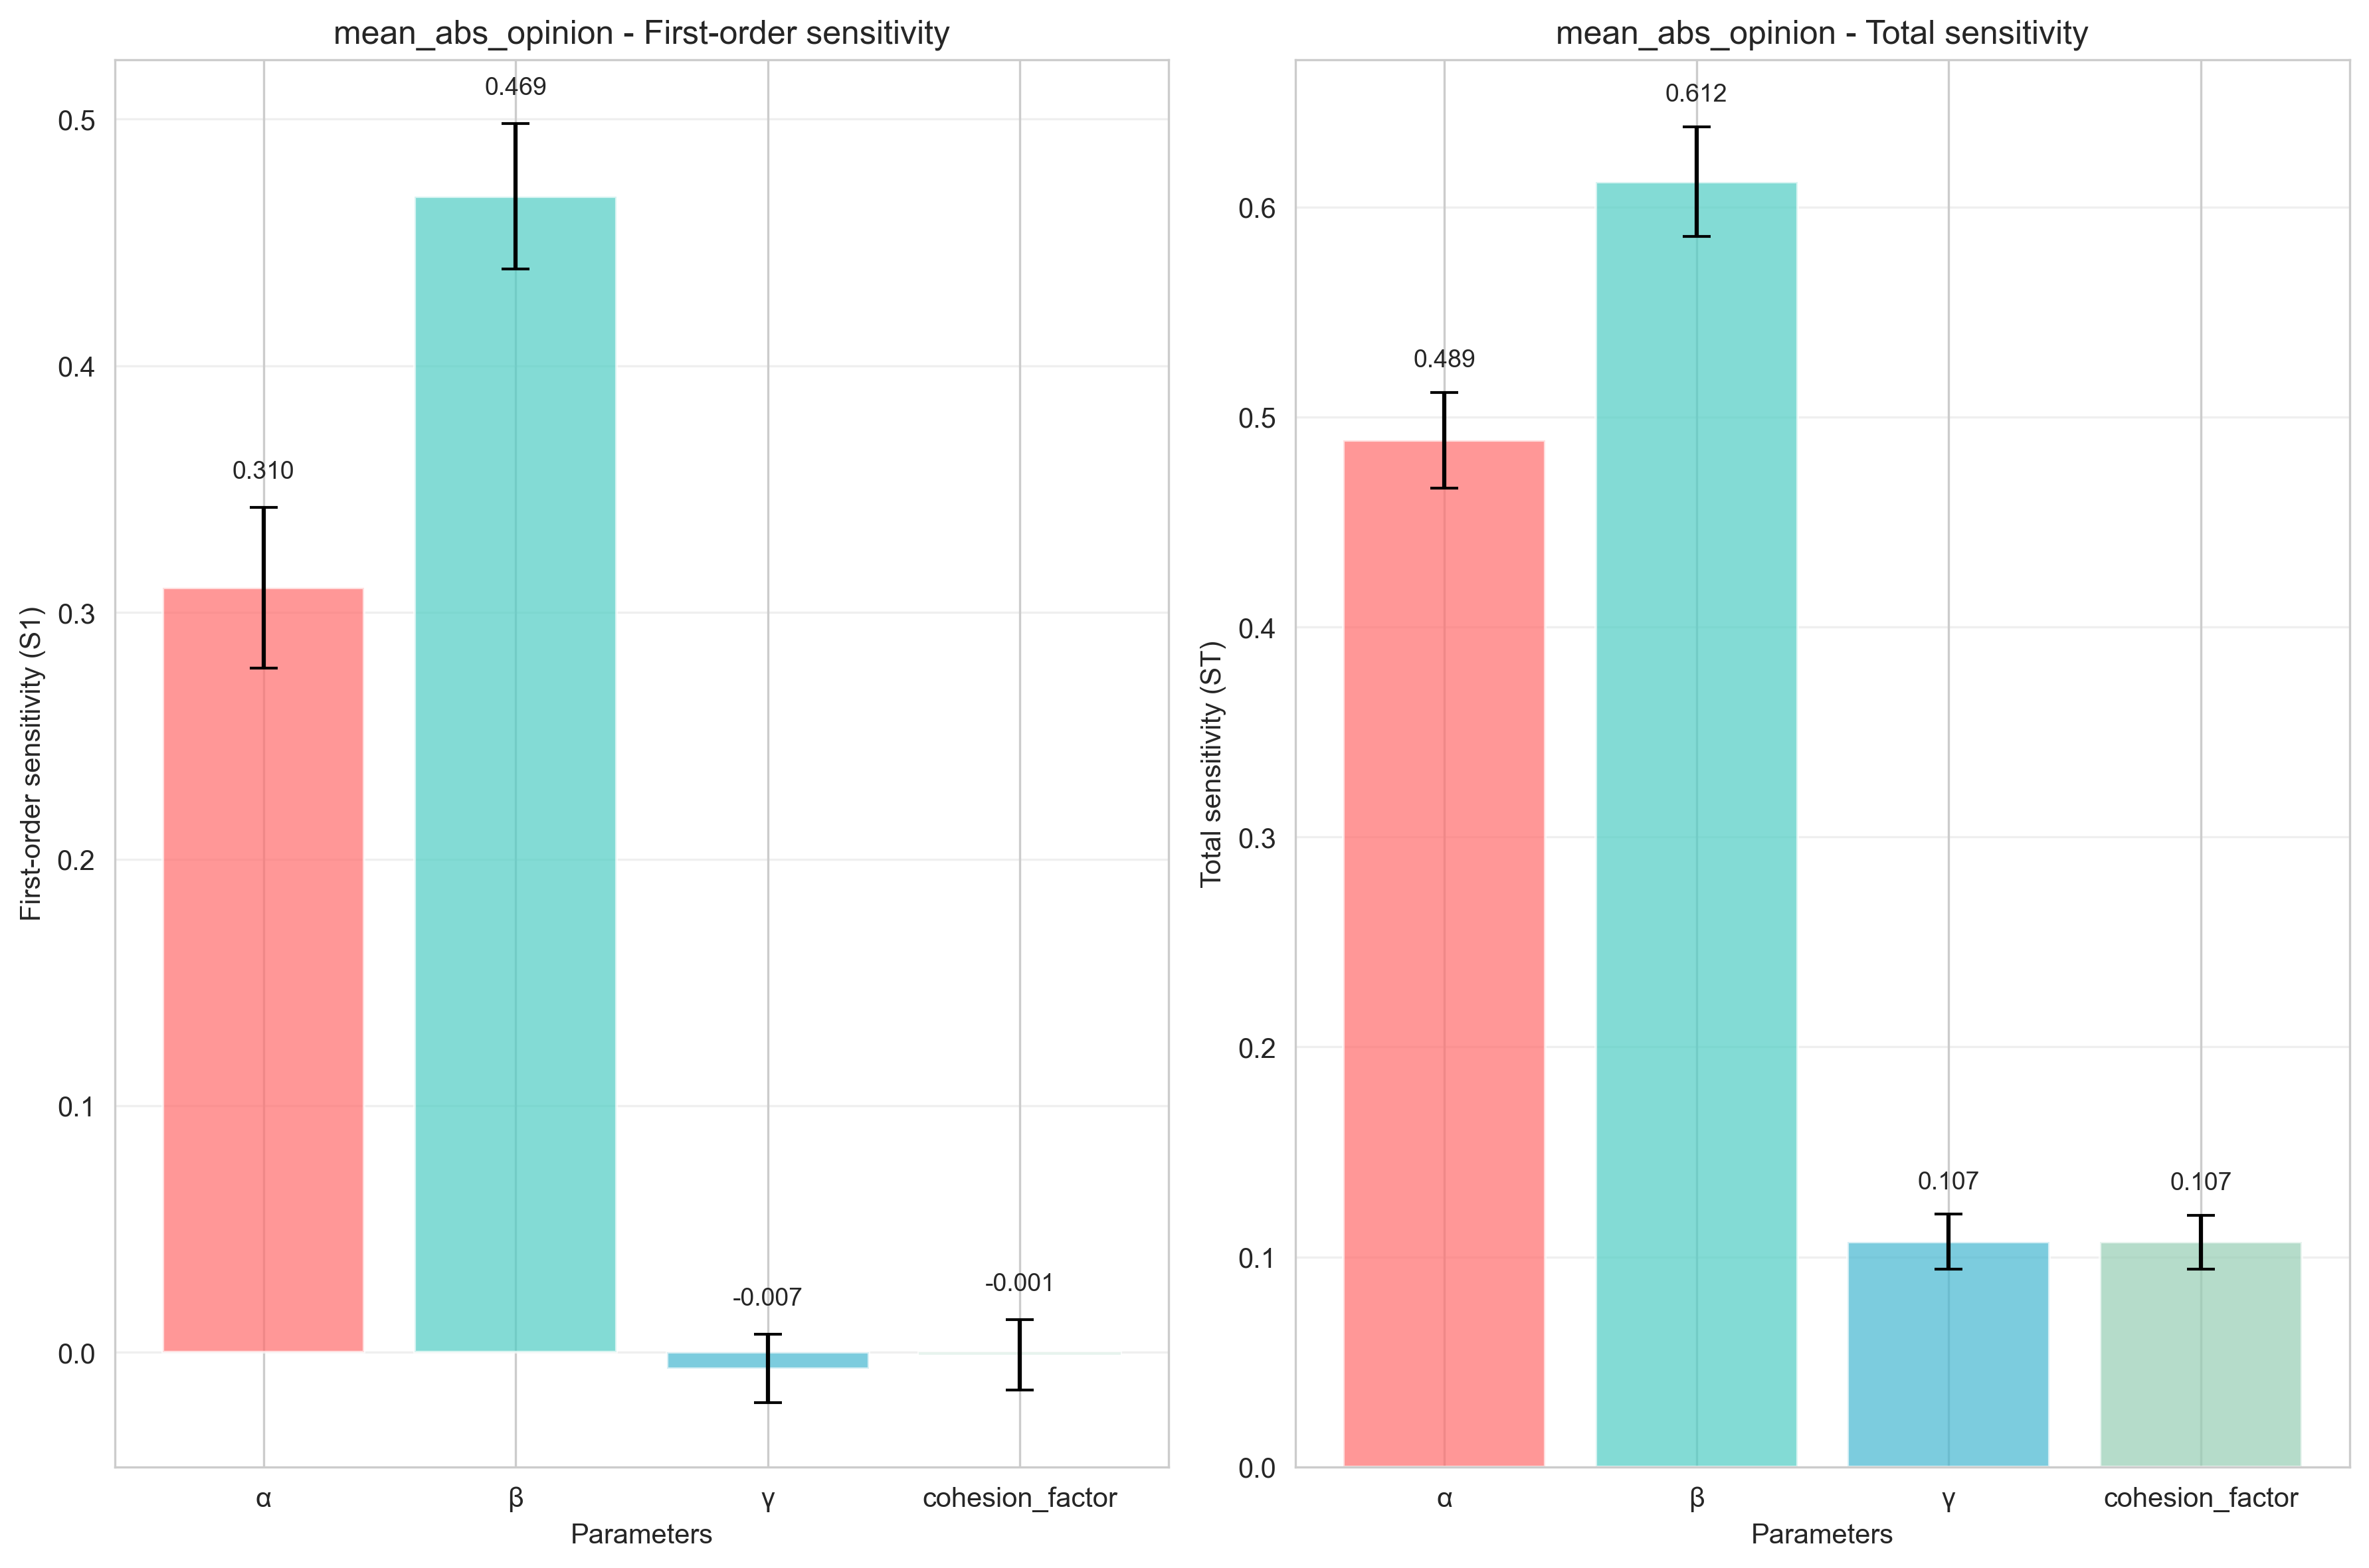 mean_abs_opinion - First-order sensitivity
First-order sensitivity (S1)
0.5
0.4
0.3
0.2
0.1
0.0
0.310
0.469
-0.007
-0.001
α
β
γ
cohesion_factor
Parameters
mean_abs_opinion - Total sensitivity
Total sensitivity (ST)
0.6
0.5
0.4
0.3
0.2
0.1
0.0
0.489
0.612
0.107
0.107
α
β
γ
cohesion_factor
Parameters